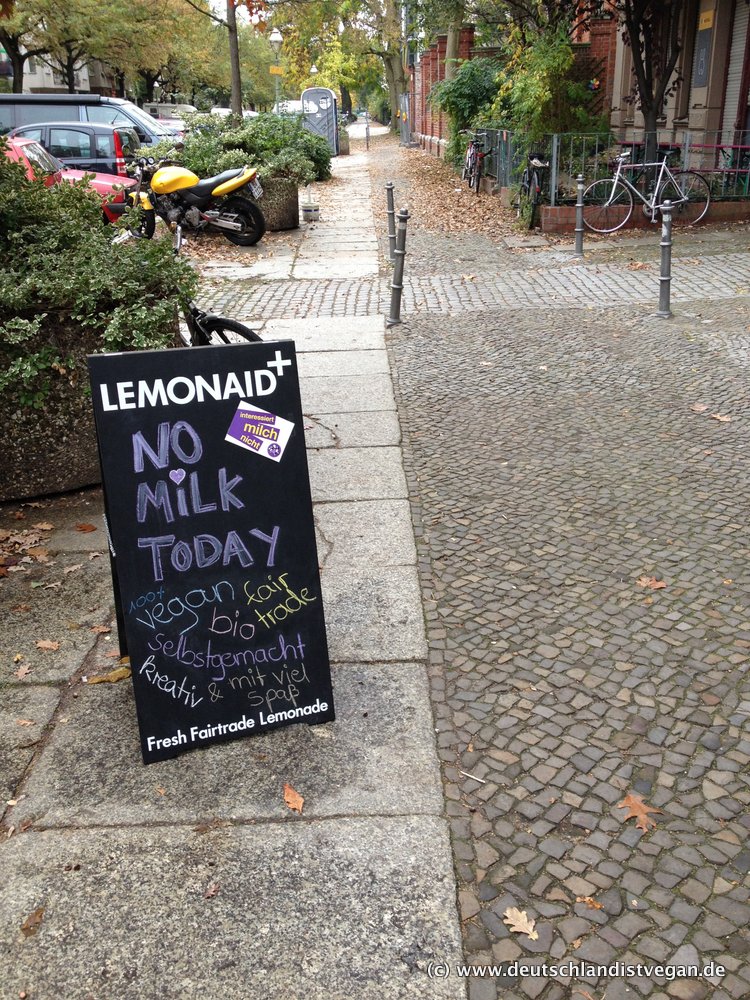 LEMONAID+
interessiert
milch
nicht
NO
MiLK
TODAY
100%
vegan
fair
trade
bio
selbstgemacht
kreativ
& mit viel
Spaß
Fresh Fairtrade Lemonade
(c) www.deutschlandistvegan.de